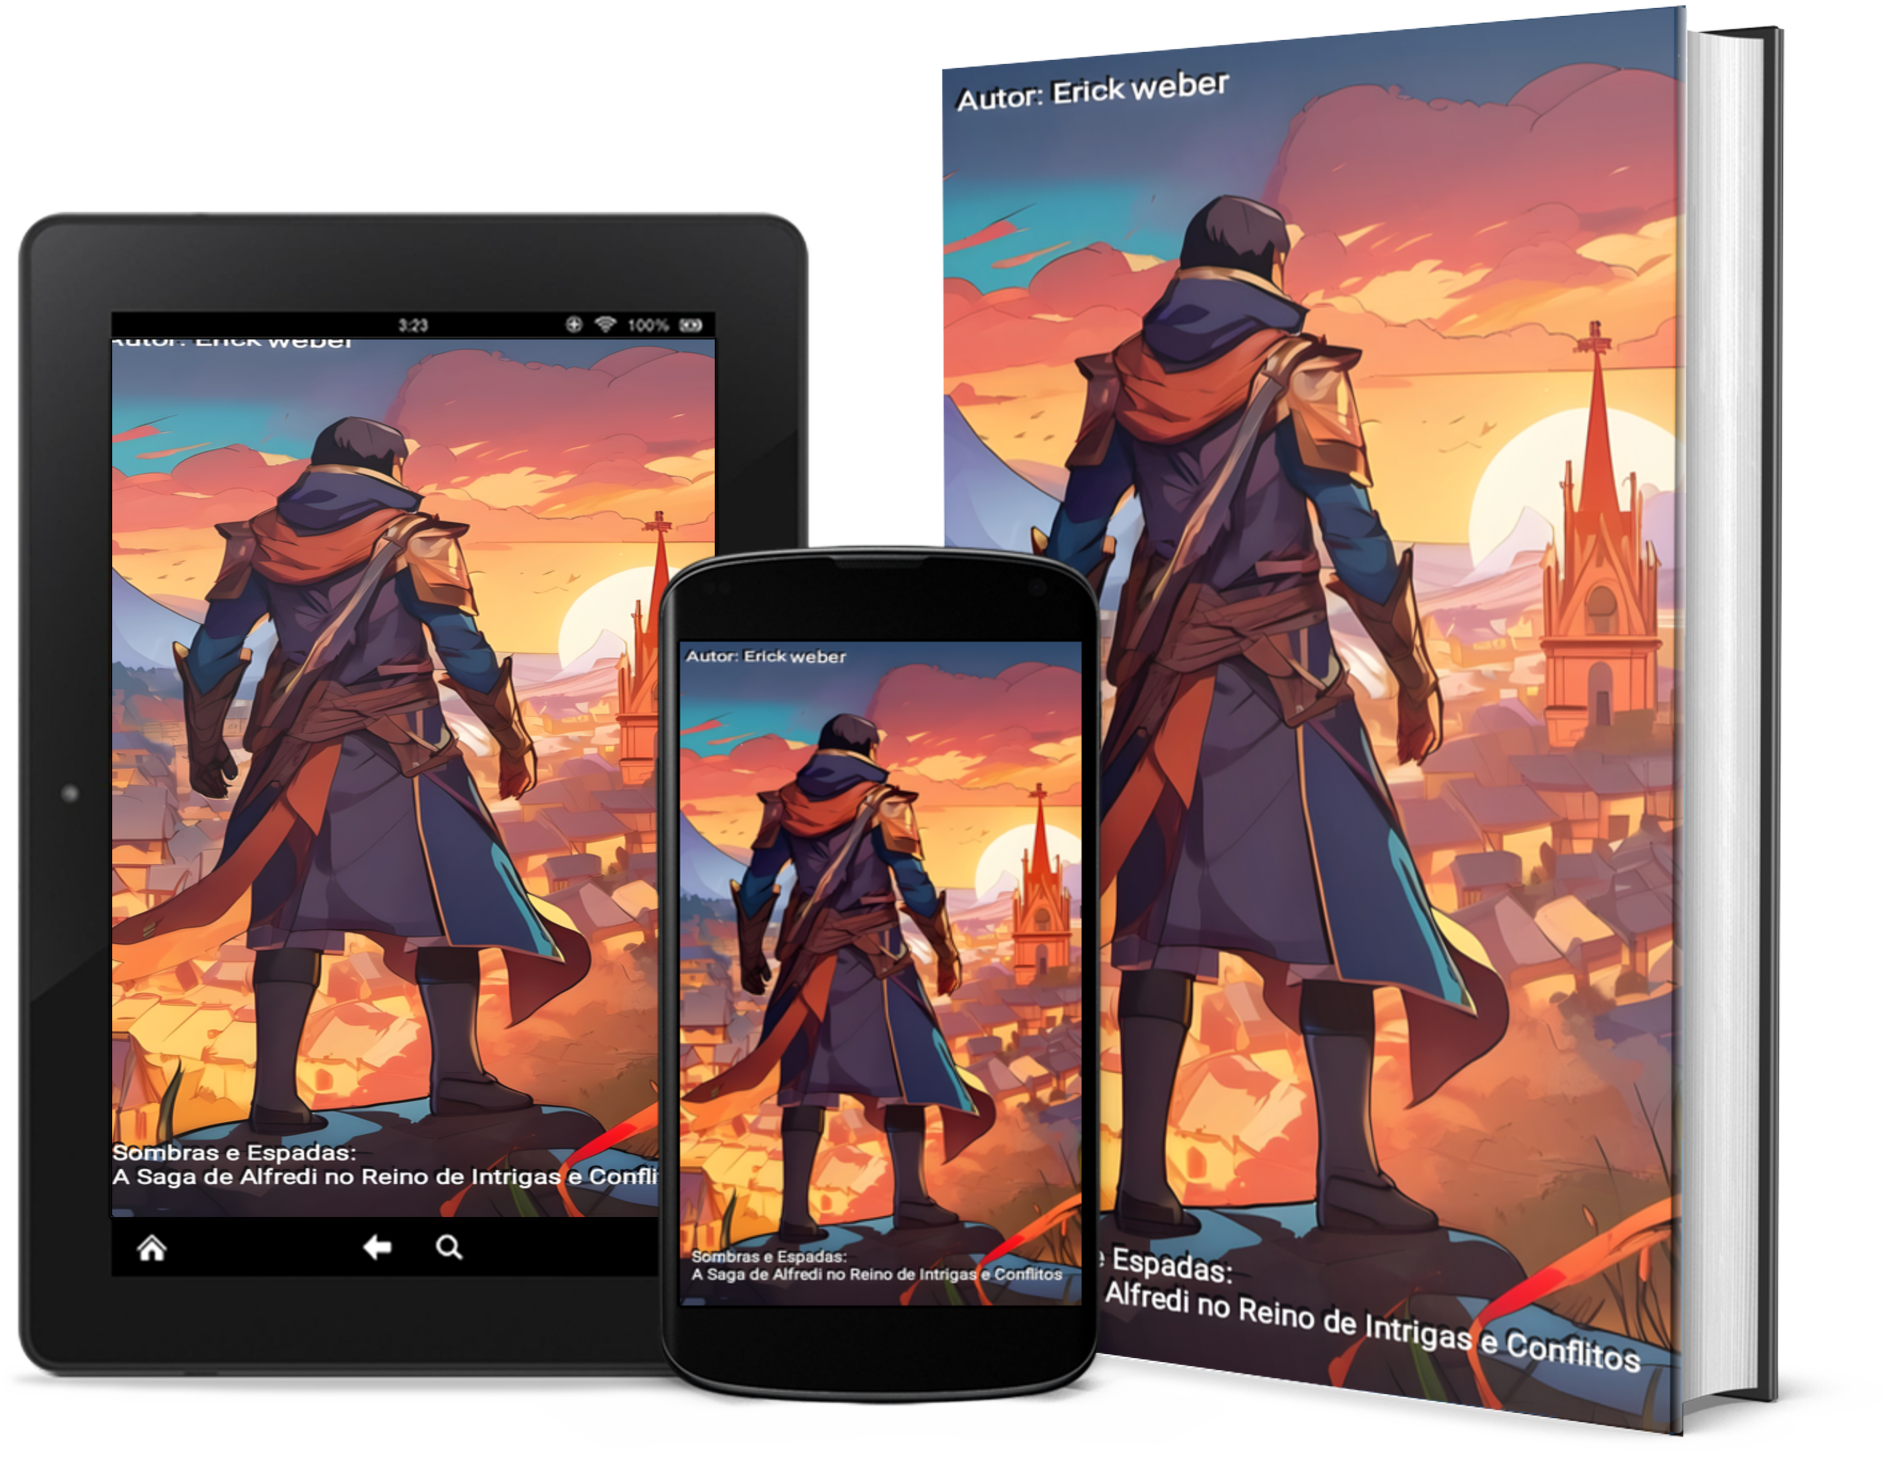 3:23
100%
Autor: Erick weber
Sombras e Espadas:
A Saga de Alfredi no Reino de Intrigas e Confli
Autor: Erick weber
Sombras e Espadas:
A Saga de Alfredi no Reino de Intrigas e Conflitos
Autor: Erick weber
e Espadas:
Alfredi no Reino de Intrigas e Conflitos